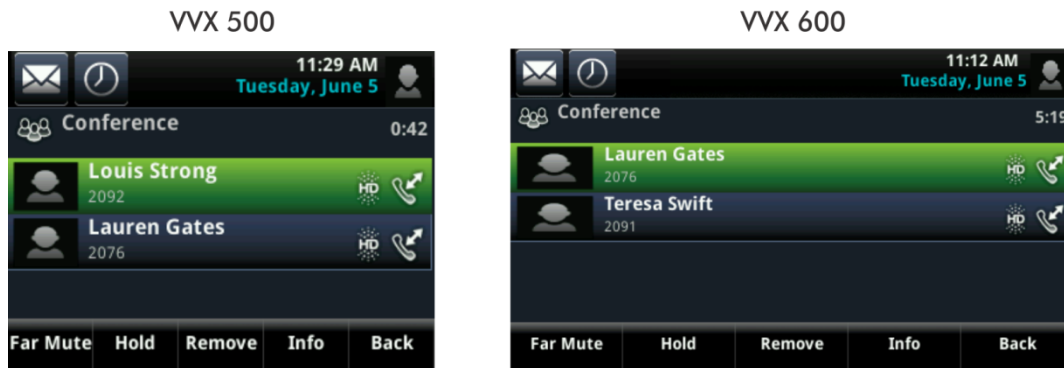 VVX 500
11:29 AM
Tuesday, June 5
Conference 0:42
Louis Strong
2092 HD
Lauren Gates
2076 HD
Far Mute Hold Remove Info Back
VVX 600
11:12 AM
Tuesday, June 5
Conference 5:19
Lauren Gates
2076 HD
Teresa Swift
2091 HD
Far Mute Hold Remove Info Back